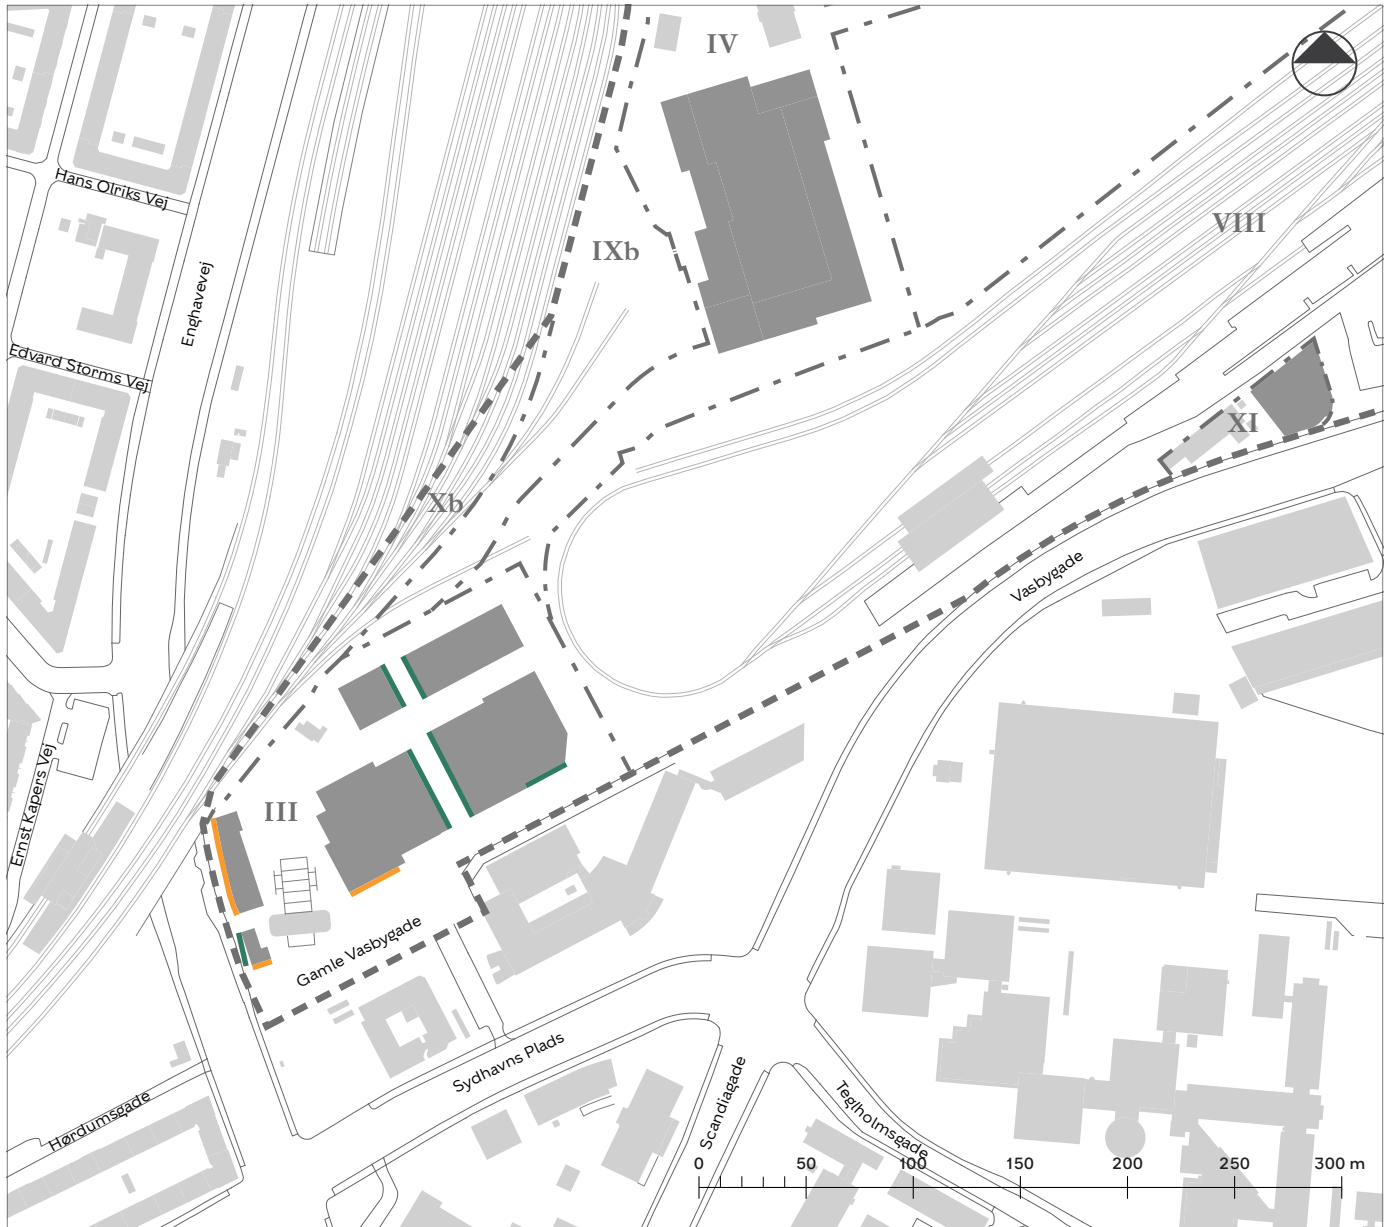 IV
Hans Olriks Vej
VIII
IXb
Enghavevej
Edvard Storms Vej
XI
Xb
Vasbygade
Ernst Kapers Vej
III
Gamle Vasbygade
Sydhavns Plads
Scandiagade
Teglholmsgade
Hørdumsgade
0 50 100 150 200 250 300 m